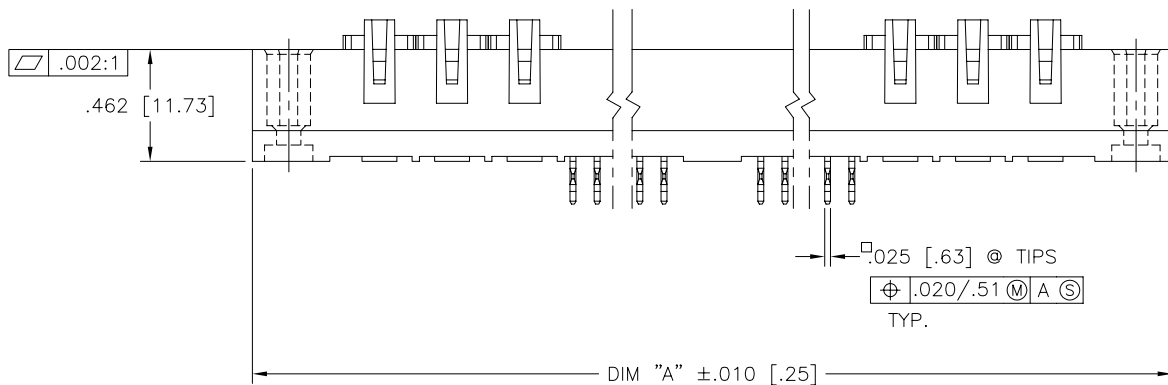 .002:1
.462 [11.73]
□.025 [.63] @ TIPS
⌖ .020/.51 Ⓜ A Ⓢ
TYP.
DIM "A" ±.010 [.25]